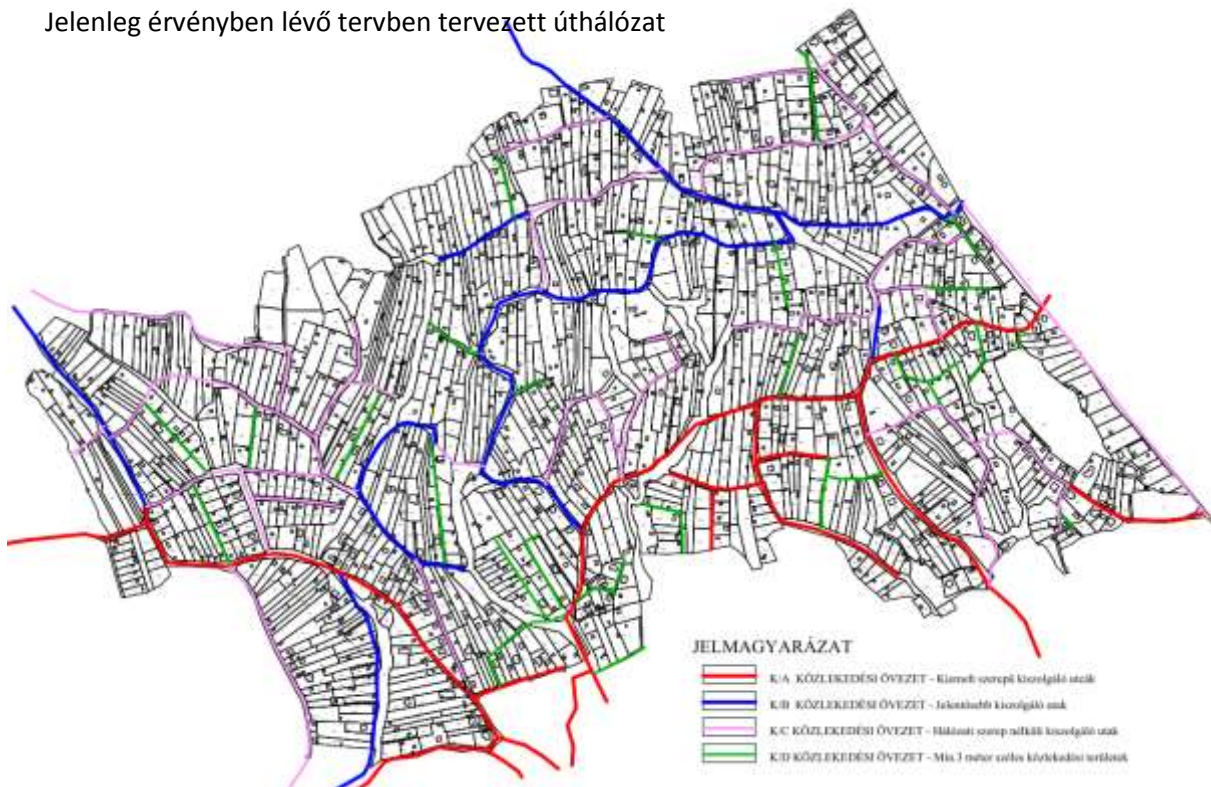 Jelenleg érvényben lévő tervben tervezett úthálózat
JELMAGYARÁZAT
K/A KÖZLEKEDÉSI ÖVEZET - Kiemelt szerepű kiszolgáló utcák
K/B KÖZLEKEDÉSI ÖVEZET - Jelentősebb kiszolgáló utak
K/C KÖZLEKEDÉSI ÖVEZET - Hálózati szerep nélküli kiszolgáló utak
K/D KÖZLEKEDÉSI ÖVEZET - Min.3 méter széles közlekedési területek